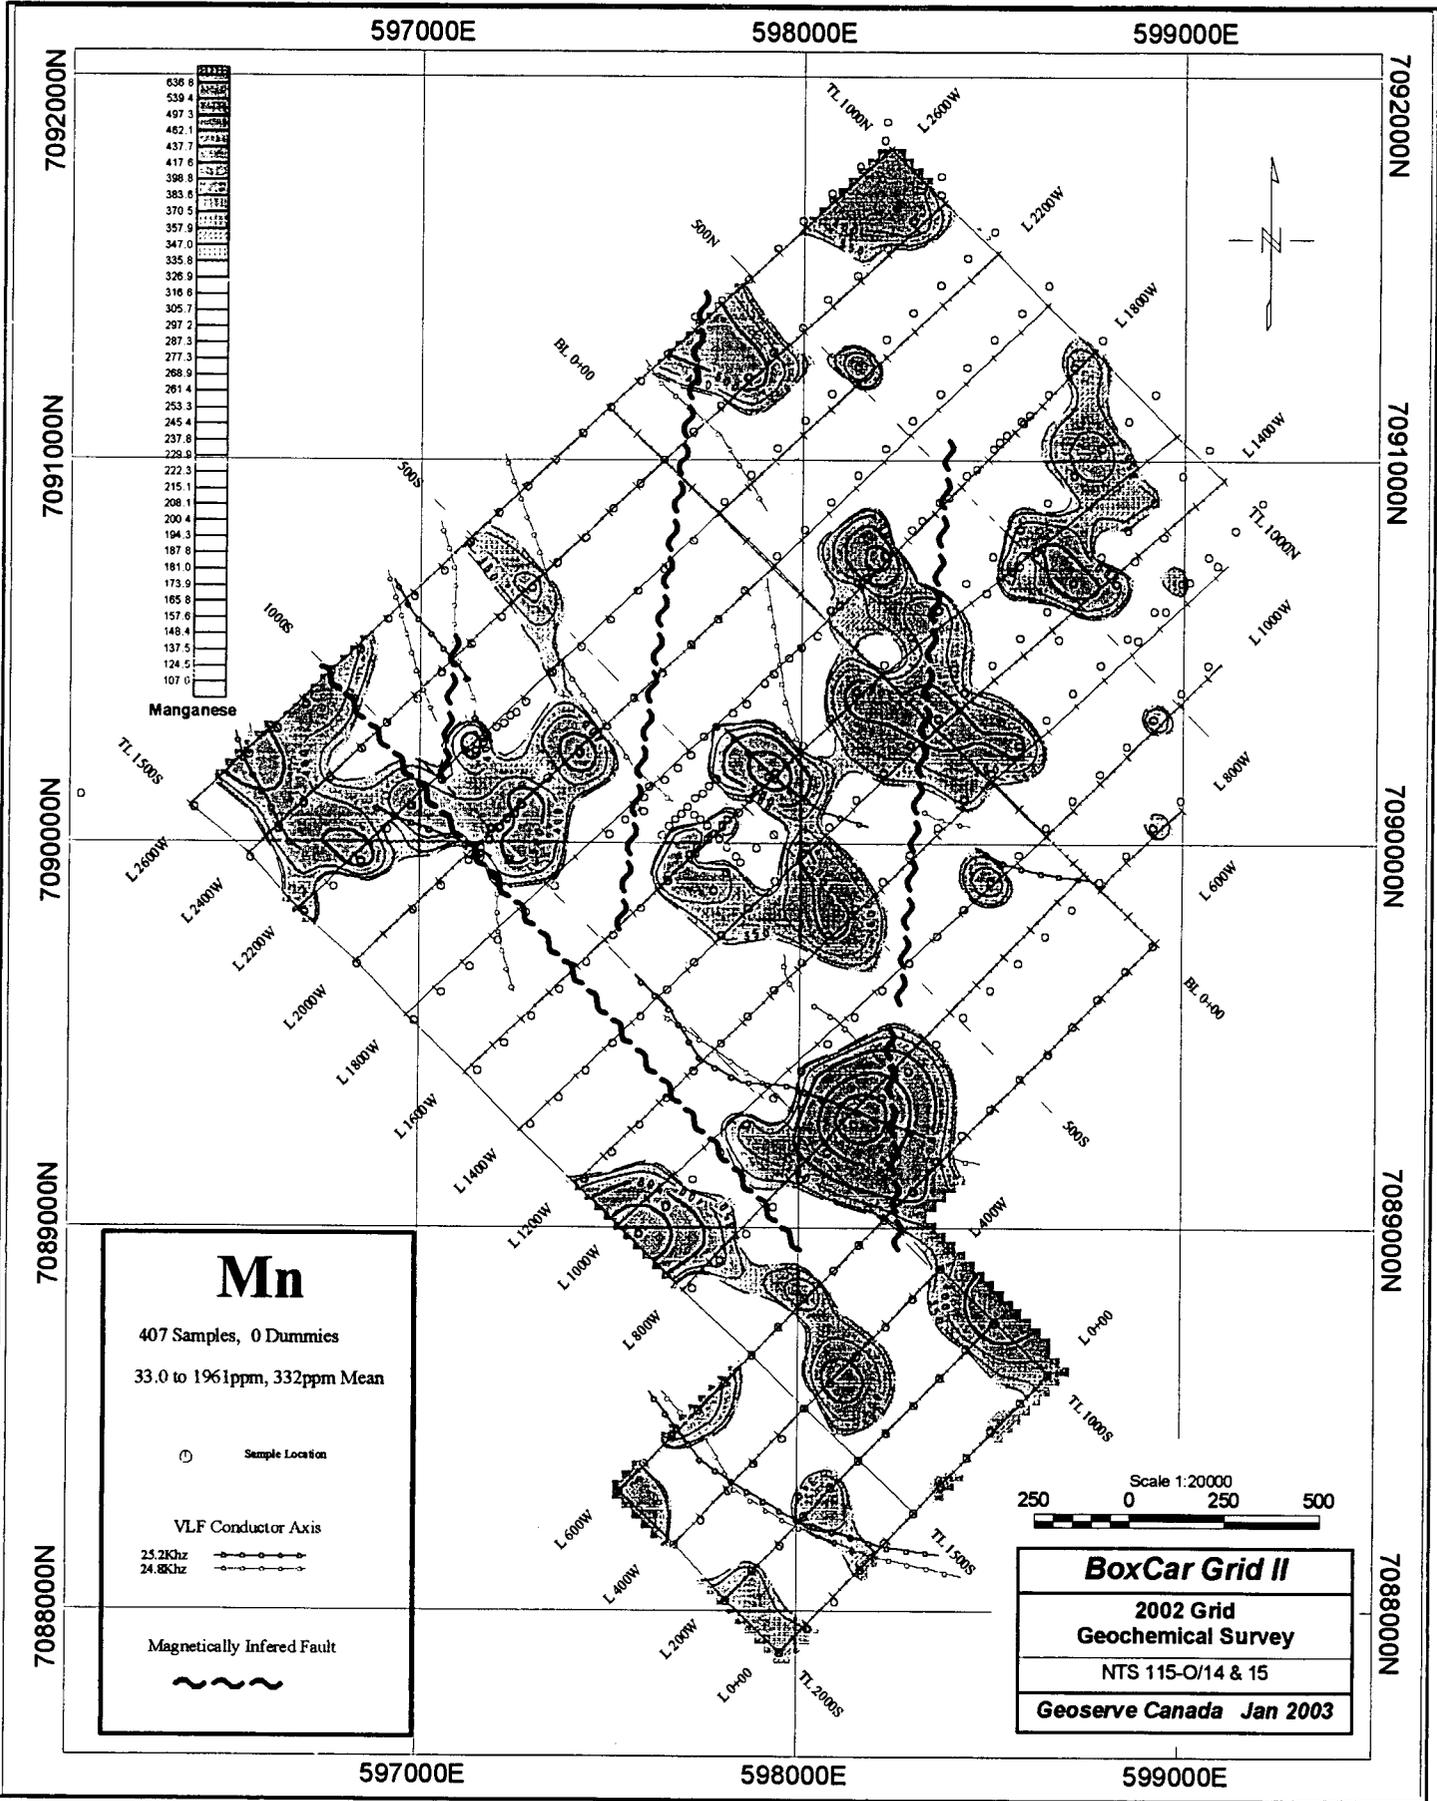 597000E 598000E 599000E
7092000N 7092000N
636.8
539.4
497.3
462.1
437.7
417.6
398.8
383.6
370.5
357.9
347.0
335.8
326.9
316.6
305.7
297.2
287.3
277.3
268.9
261.4
253.3
245.4
237.8
229.9
222.3
215.1
208.1
200.4
194.3
187.8
181.0
173.9
165.8
157.6
148.4
137.5
124.5
107.0
Manganese
TL 1000N
L 2600W
N
L 2200W
500N
L 1800W
BL 0+00
7091000N 7091000N
L 1400W
500S
TL 1000N
1000S
L 1000W
TL 1500S
L 800W
7090000N 7090000N
L 2600W
L 600W
L 2400W
L 2200W
BL 0+00
L 2000W
L 1800W
L 1600W
500S
L 1400W
7089000N 7089000N
L 1200W
L 400W
L 1000W
L 800W
L 0+00
TL 1000S
L 600W
TL 1500S
L 400W
7088000N 7088000N
L 200W
L 0+00
TL 2000S
Mn
407 Samples, 0 Dummies
33.0 to 1961ppm, 332ppm Mean
Sample Location
VLF Conductor Axis
25.2Khz
24.8Khz
Magnetically Infered Fault
Scale 1:20000
250 0 250 500
BoxCar Grid II
2002 Grid
Geochemical Survey
NTS 115-O/14 & 15
Geoserve Canada Jan 2003
597000E 598000E 599000E